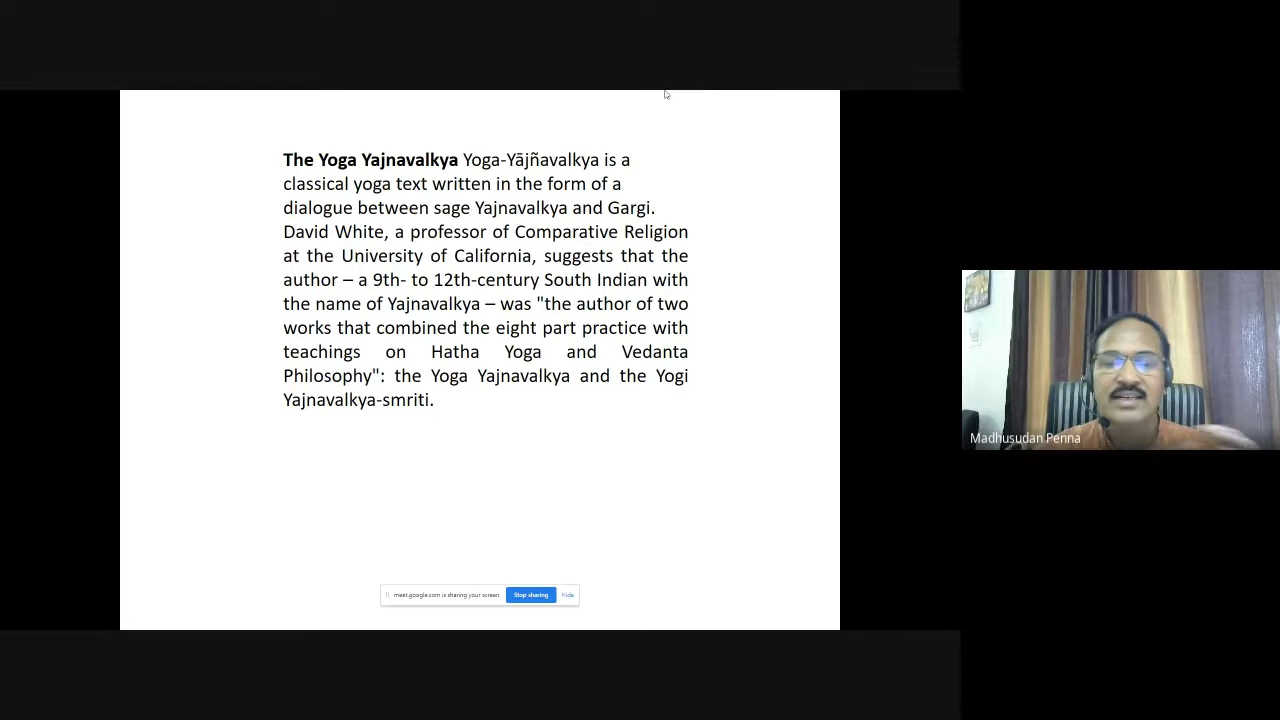 The Yoga Yajnavalkya Yoga-Yājñavalkya is a
classical yoga text written in the form of a
dialogue between sage Yajnavalkya and Gargi.
David White, a professor of Comparative Religion
at the University of California, suggests that the
author – a 9th- to 12th-century South Indian with
the name of Yajnavalkya – was "the author of two
works that combined the eight part practice with
teachings on Hatha Yoga and Vedanta
Philosophy": the Yoga Yajnavalkya and the Yogi
Yajnavalkya-smriti.
Madhusudan Penna
meet.google.com is sharing your screen. Stop sharing Hide